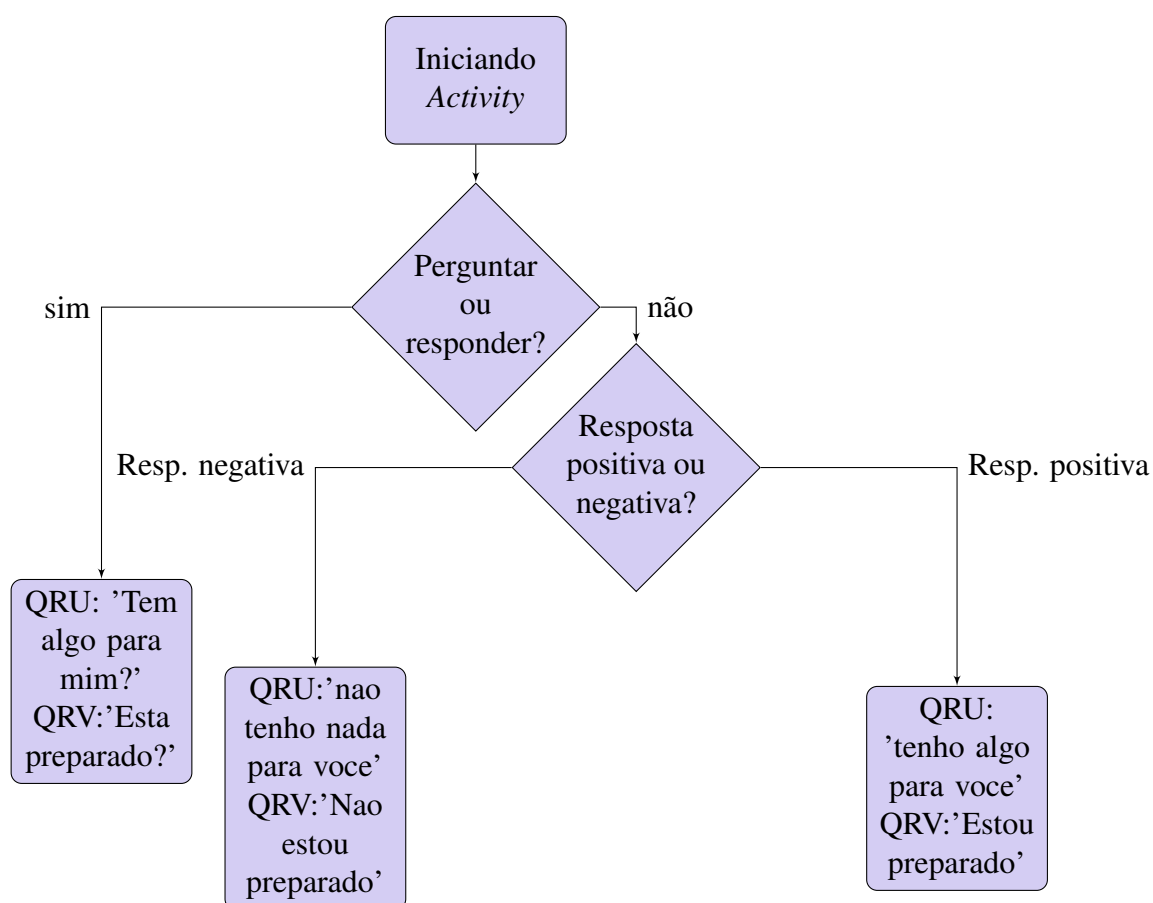 Iniciando
Activity
Perguntar
ou
responder?
sim
não
Resposta
positiva ou
negativa?
Resp. negativa
Resp. positiva
QRU: ’Tem
algo para
mim?’
QRV:’Esta
preparado?’
QRU:’nao
tenho nada
para voce’
QRV:’Nao
estou
preparado’
QRU:
’tenho algo
para voce’
QRV:’Estou
preparado’